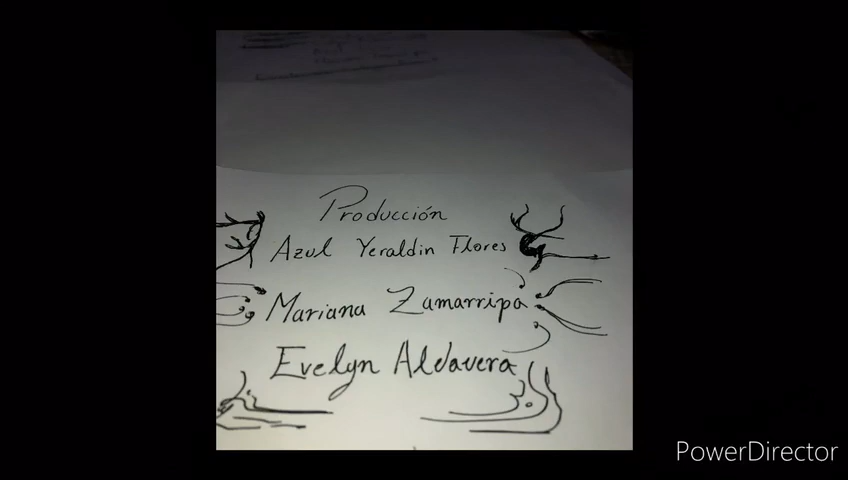 Producción
Azul Yeraldin Flores
Mariana Zamarripa
Evelyn Aldavera
PowerDirector